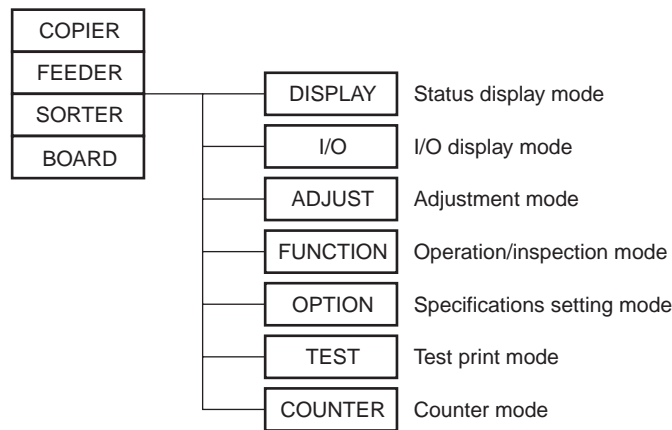 COPIER
FEEDER
SORTER
BOARD
DISPLAY Status display mode
I/O I/O display mode
ADJUST Adjustment mode
FUNCTION Operation/inspection mode
OPTION Specifications setting mode
TEST Test print mode
COUNTER Counter mode